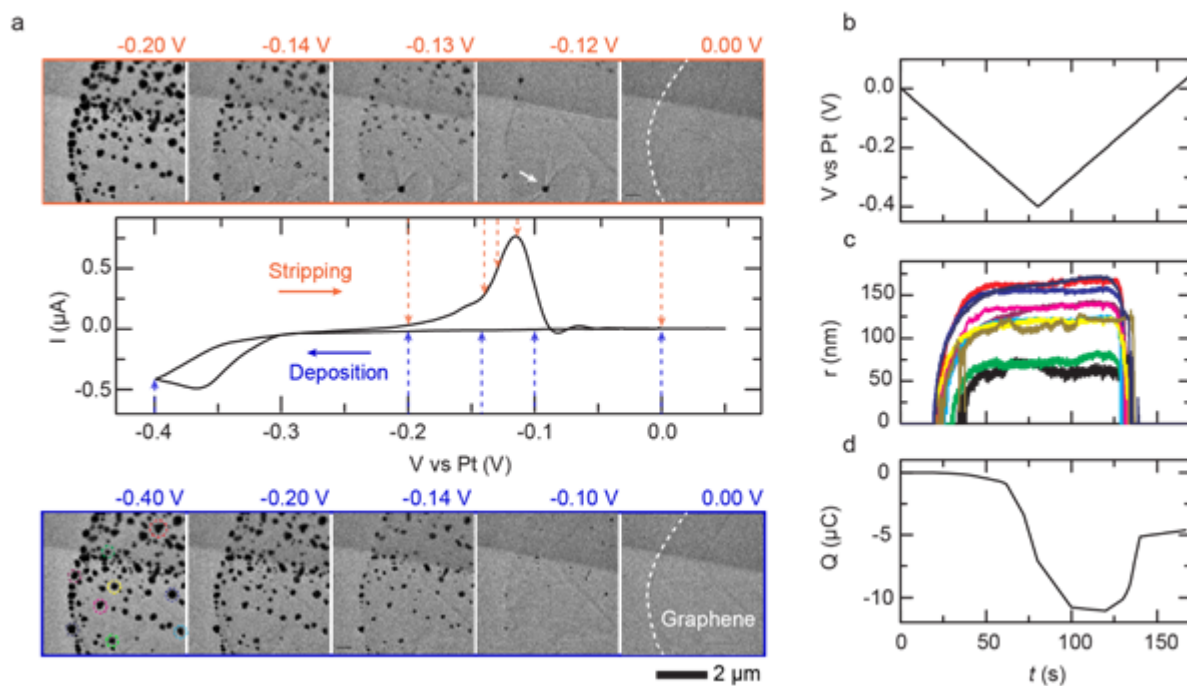 a
-0.20 V -0.14 V -0.13 V -0.12 V 0.00 V
I (µA)
0.5
0.0
-0.5
Stripping
Deposition
-0.4 -0.3 -0.2 -0.1 0.0
V vs Pt (V)
-0.40 V -0.20 V -0.14 V -0.10 V 0.00 V
Graphene
2 µm
b
V vs Pt (V)
0.0
-0.2
-0.4
c
r (nm)
150
100
50
0
d
Q (µC)
0
-5
-10
0 50 100 150
t (s)